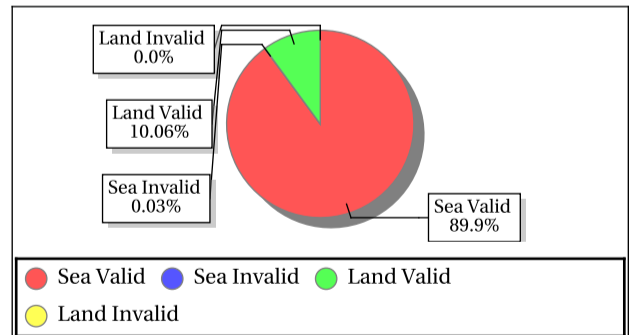 Land Invalid
0.0%
Land Valid
10.06%
Sea Invalid
0.03%
Sea Valid
89.9%
Sea Valid Sea Invalid Land Valid
Land Invalid